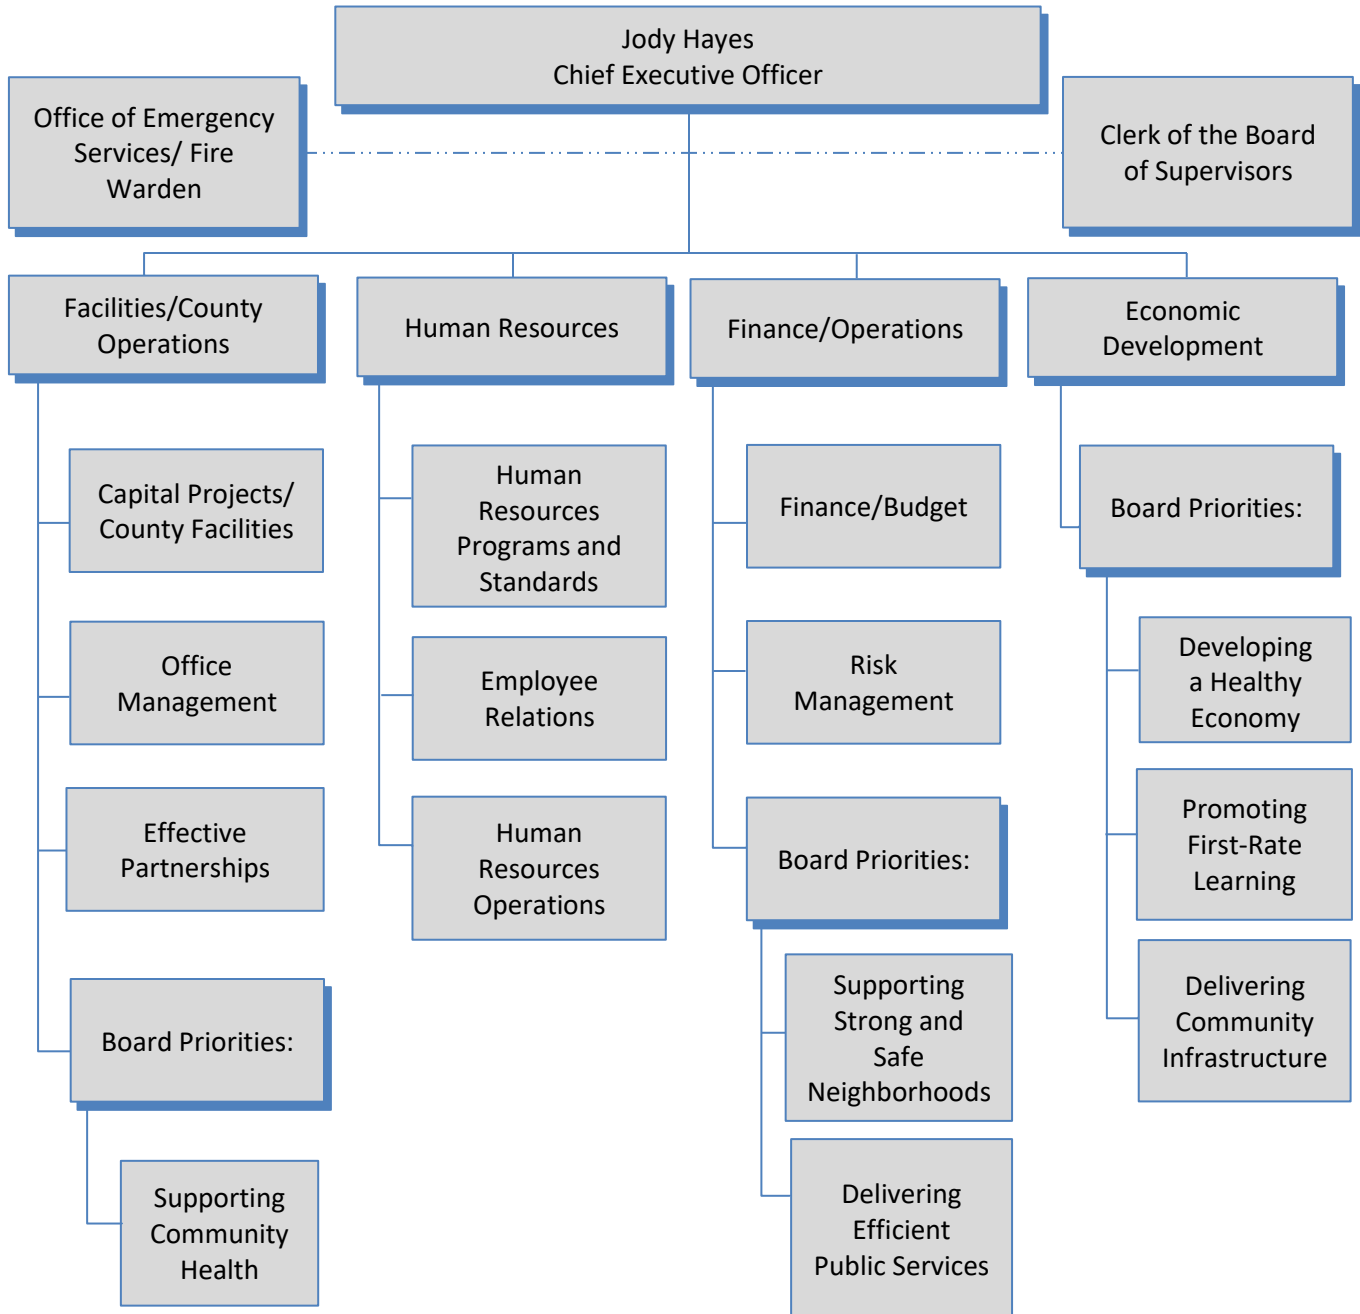 Jody Hayes
Chief Executive Officer
Office of Emergency
Services/ Fire
Warden
Clerk of the Board
of Supervisors
Facilities/County
Operations
Human Resources
Finance/Operations
Economic
Development
Capital Projects/
County Facilities
Office
Management
Effective
Partnerships
Board Priorities:
Supporting
Community
Health
Human
Resources
Programs and
Standards
Employee
Relations
Human
Resources
Operations
Finance/Budget
Risk
Management
Board Priorities:
Supporting
Strong and
Safe
Neighborhoods
Delivering
Efficient
Public Services
Board Priorities:
Developing
a Healthy
Economy
Promoting
First-Rate
Learning
Delivering
Community
Infrastructure